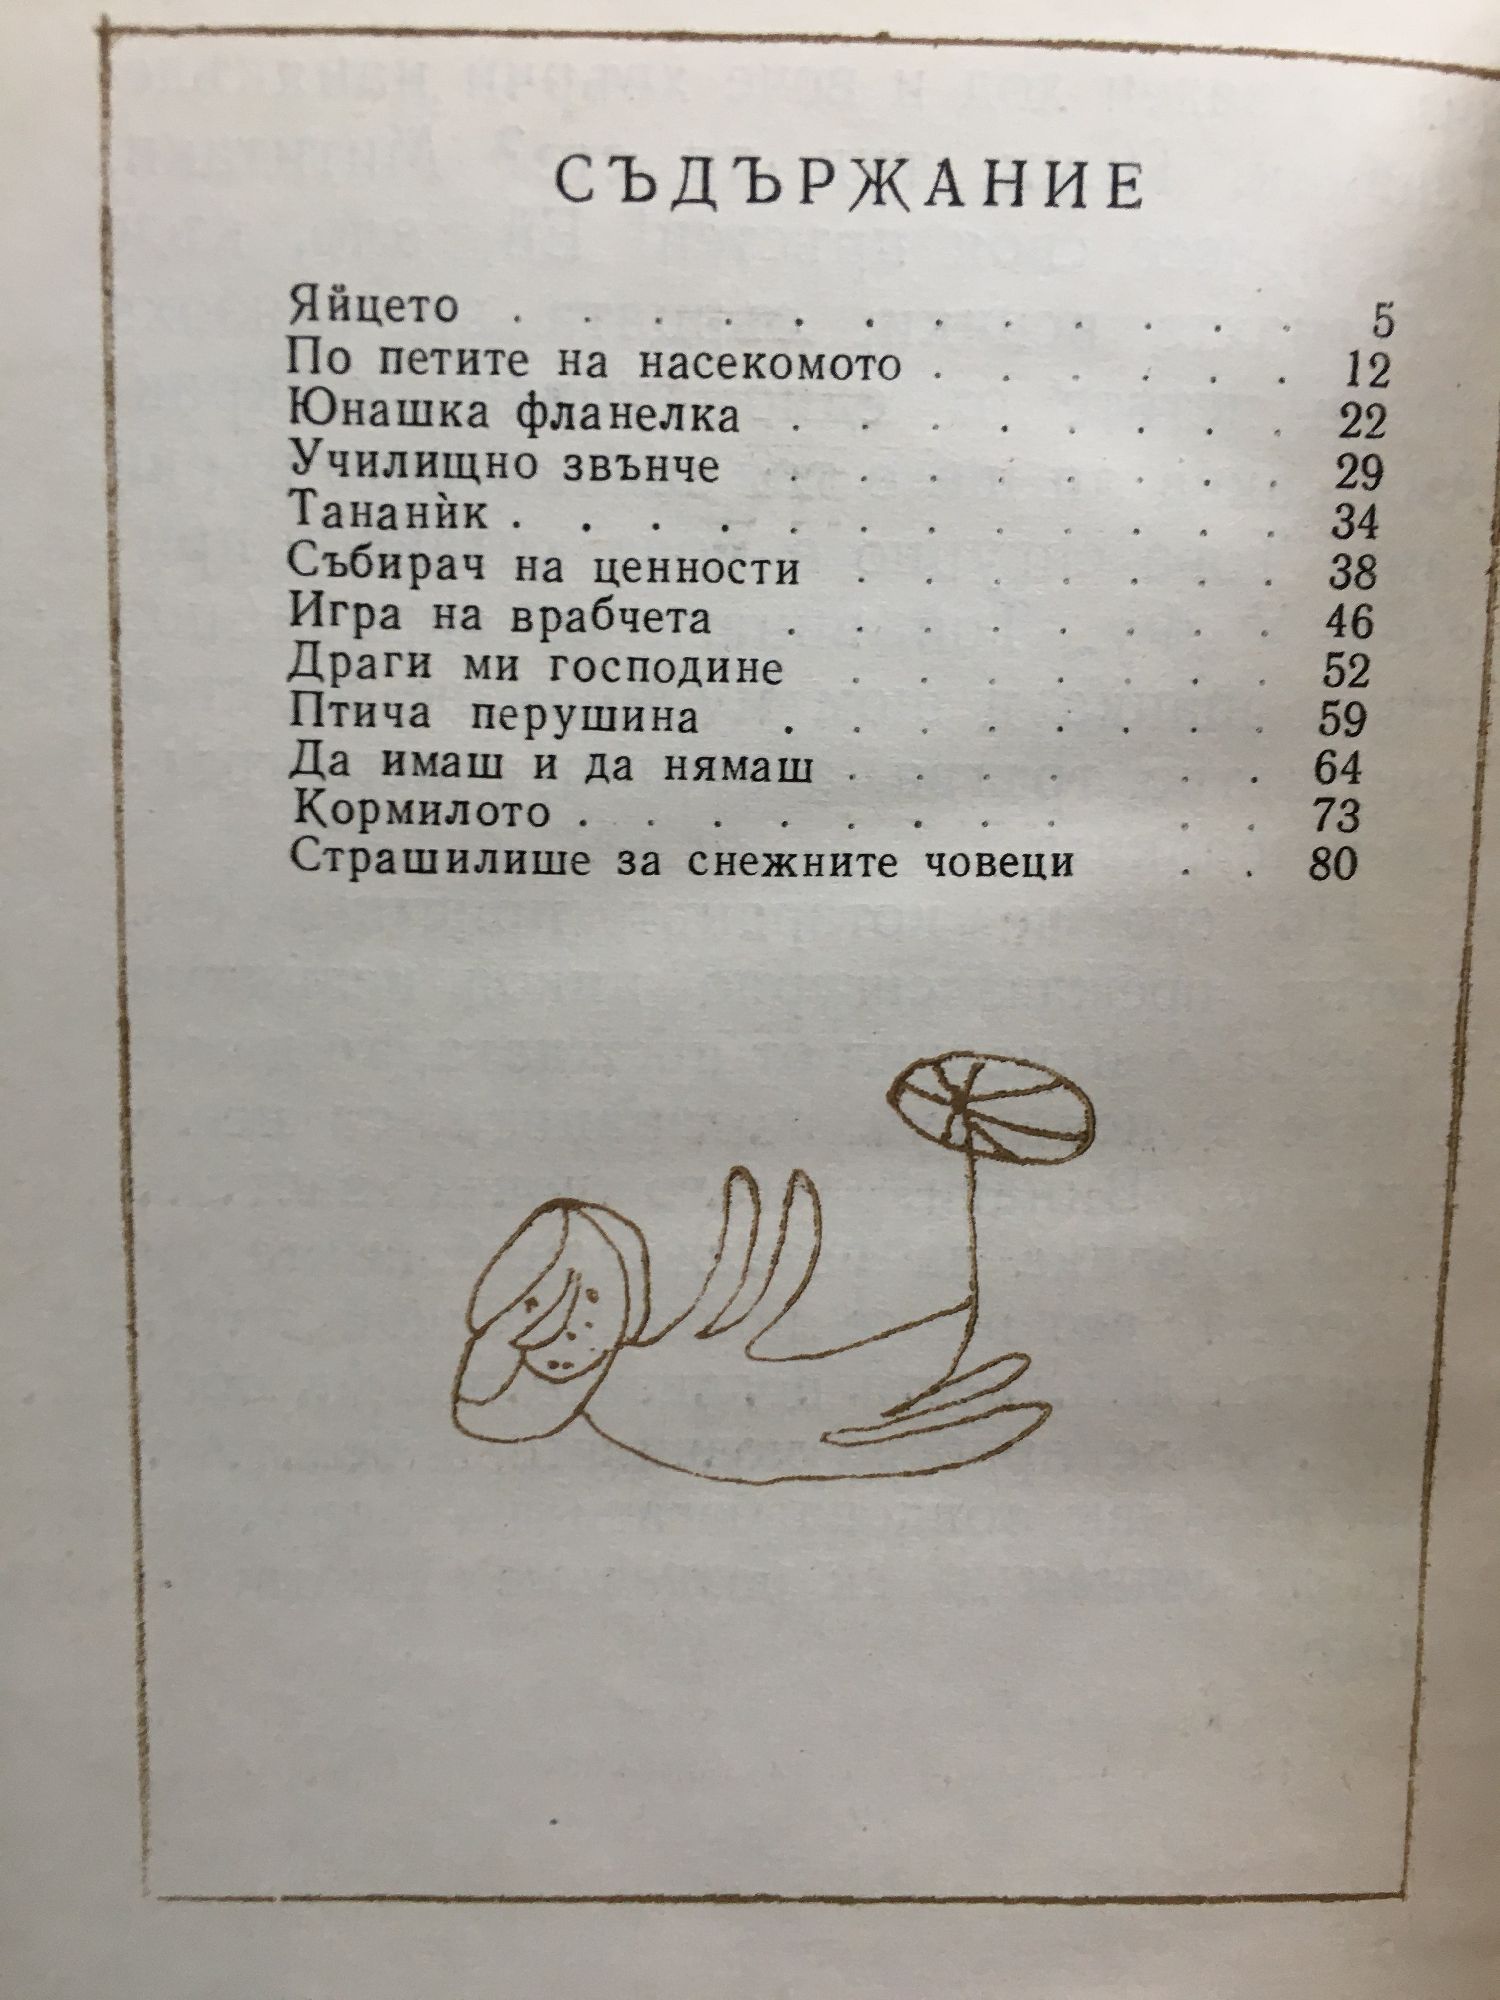 СЪДЪРЖАНИЕ
Яйцето . . . . . . . . . . . . 5
По петите на насекомото . . . . . . 12
Юнашка фланелка . . . . . . . . 22
Училищно звънче . . . . . . . . 29
Тананѝк . . . . . . . . . . . . 34
Събирач на ценности . . . . . . . 38
Игра на врабчета . . . . . . . . 46
Драги ми господине . . . . . . . 52
Птича перушина . . . . . . . . 59
Да имаш и да нямаш . . . . . . 64
Кормилото . . . . . . . . . . 73
Страшилише за снежните човеци . . 80